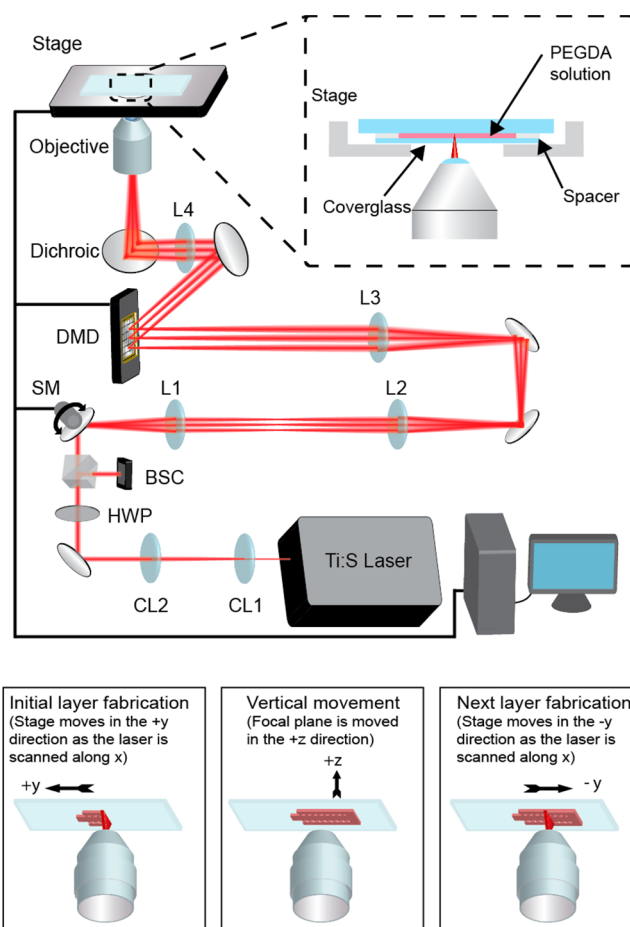 Stage
Objective
L4
Dichroic
DMD
SM
L1
L2
L3
BSC
HWP
CL2
CL1
Ti:S Laser
PEGDA
solution
Stage
Coverglass
Spacer
Initial layer fabrication
(Stage moves in the +y
direction as the laser is
scanned along x)
+y
Vertical movement
(Focal plane is moved
in the +z direction)
+z
Next layer fabrication
(Stage moves in the -y
direction as the laser is
scanned along x)
- y